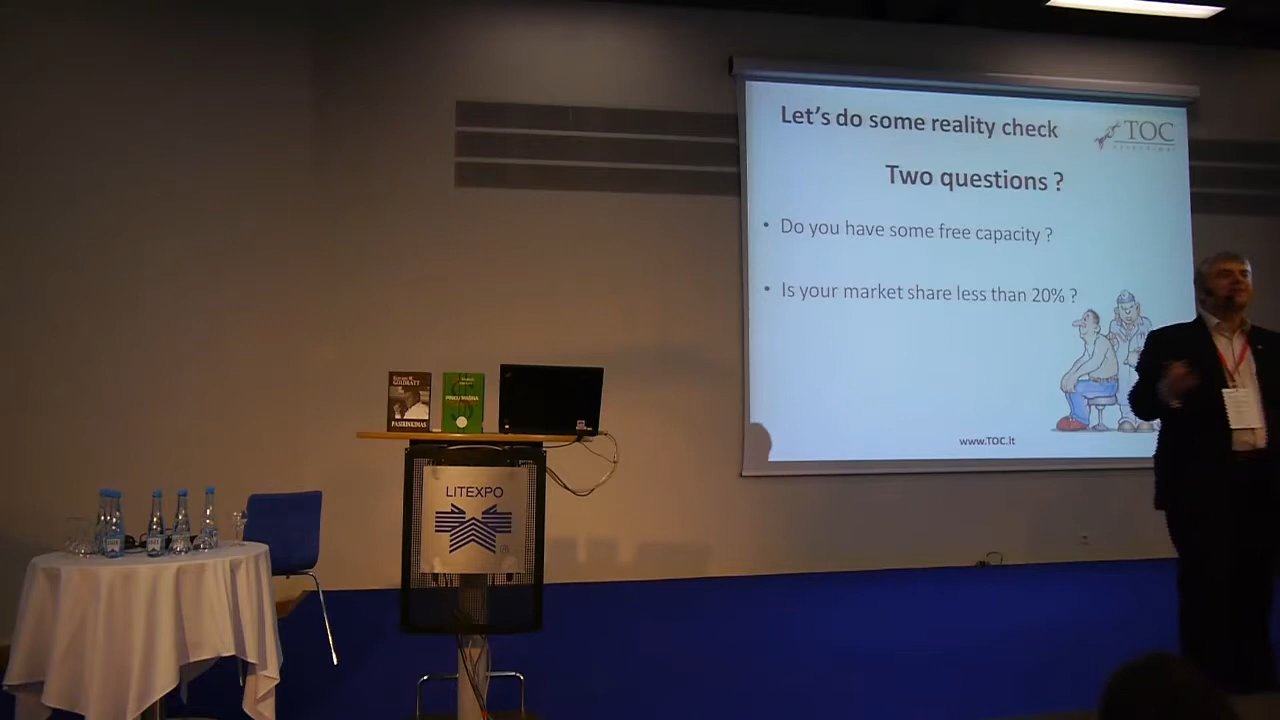 Let's do some reality check
TOC
Two questions ?
• Do you have some free capacity ?
• Is your market share less than 20% ?
www.TOC.lt
GOLDRATT
PASIRINKIMAS
PINIGŲ MAŠINA
LITEXPO